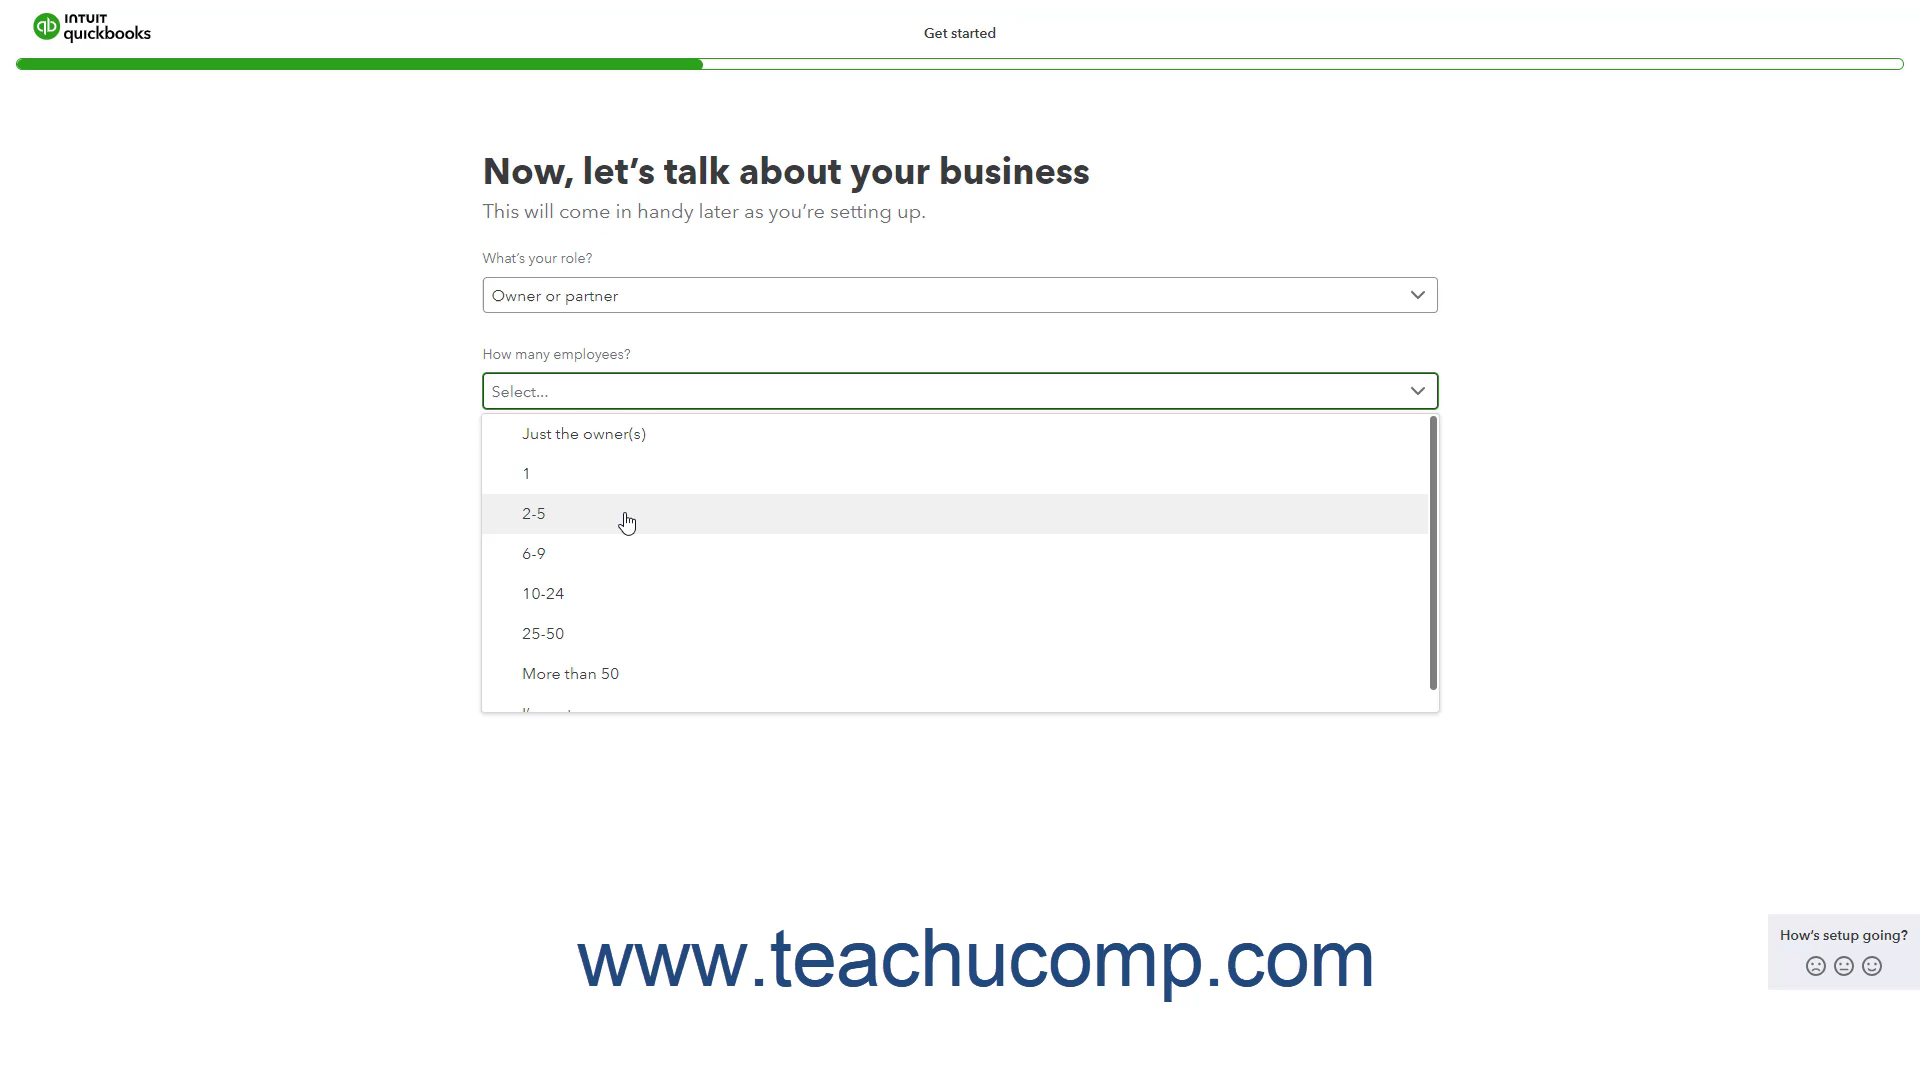 INTUIT
quickbooks
Get started
Now, let's talk about your business
This will come in handy later as you're setting up.
What's your role?
Owner or partner
How many employees?
Select...
Just the owner(s)
1
2-5
6-9
10-24
25-50
More than 50
www.teachucomp.com
How's setup going?